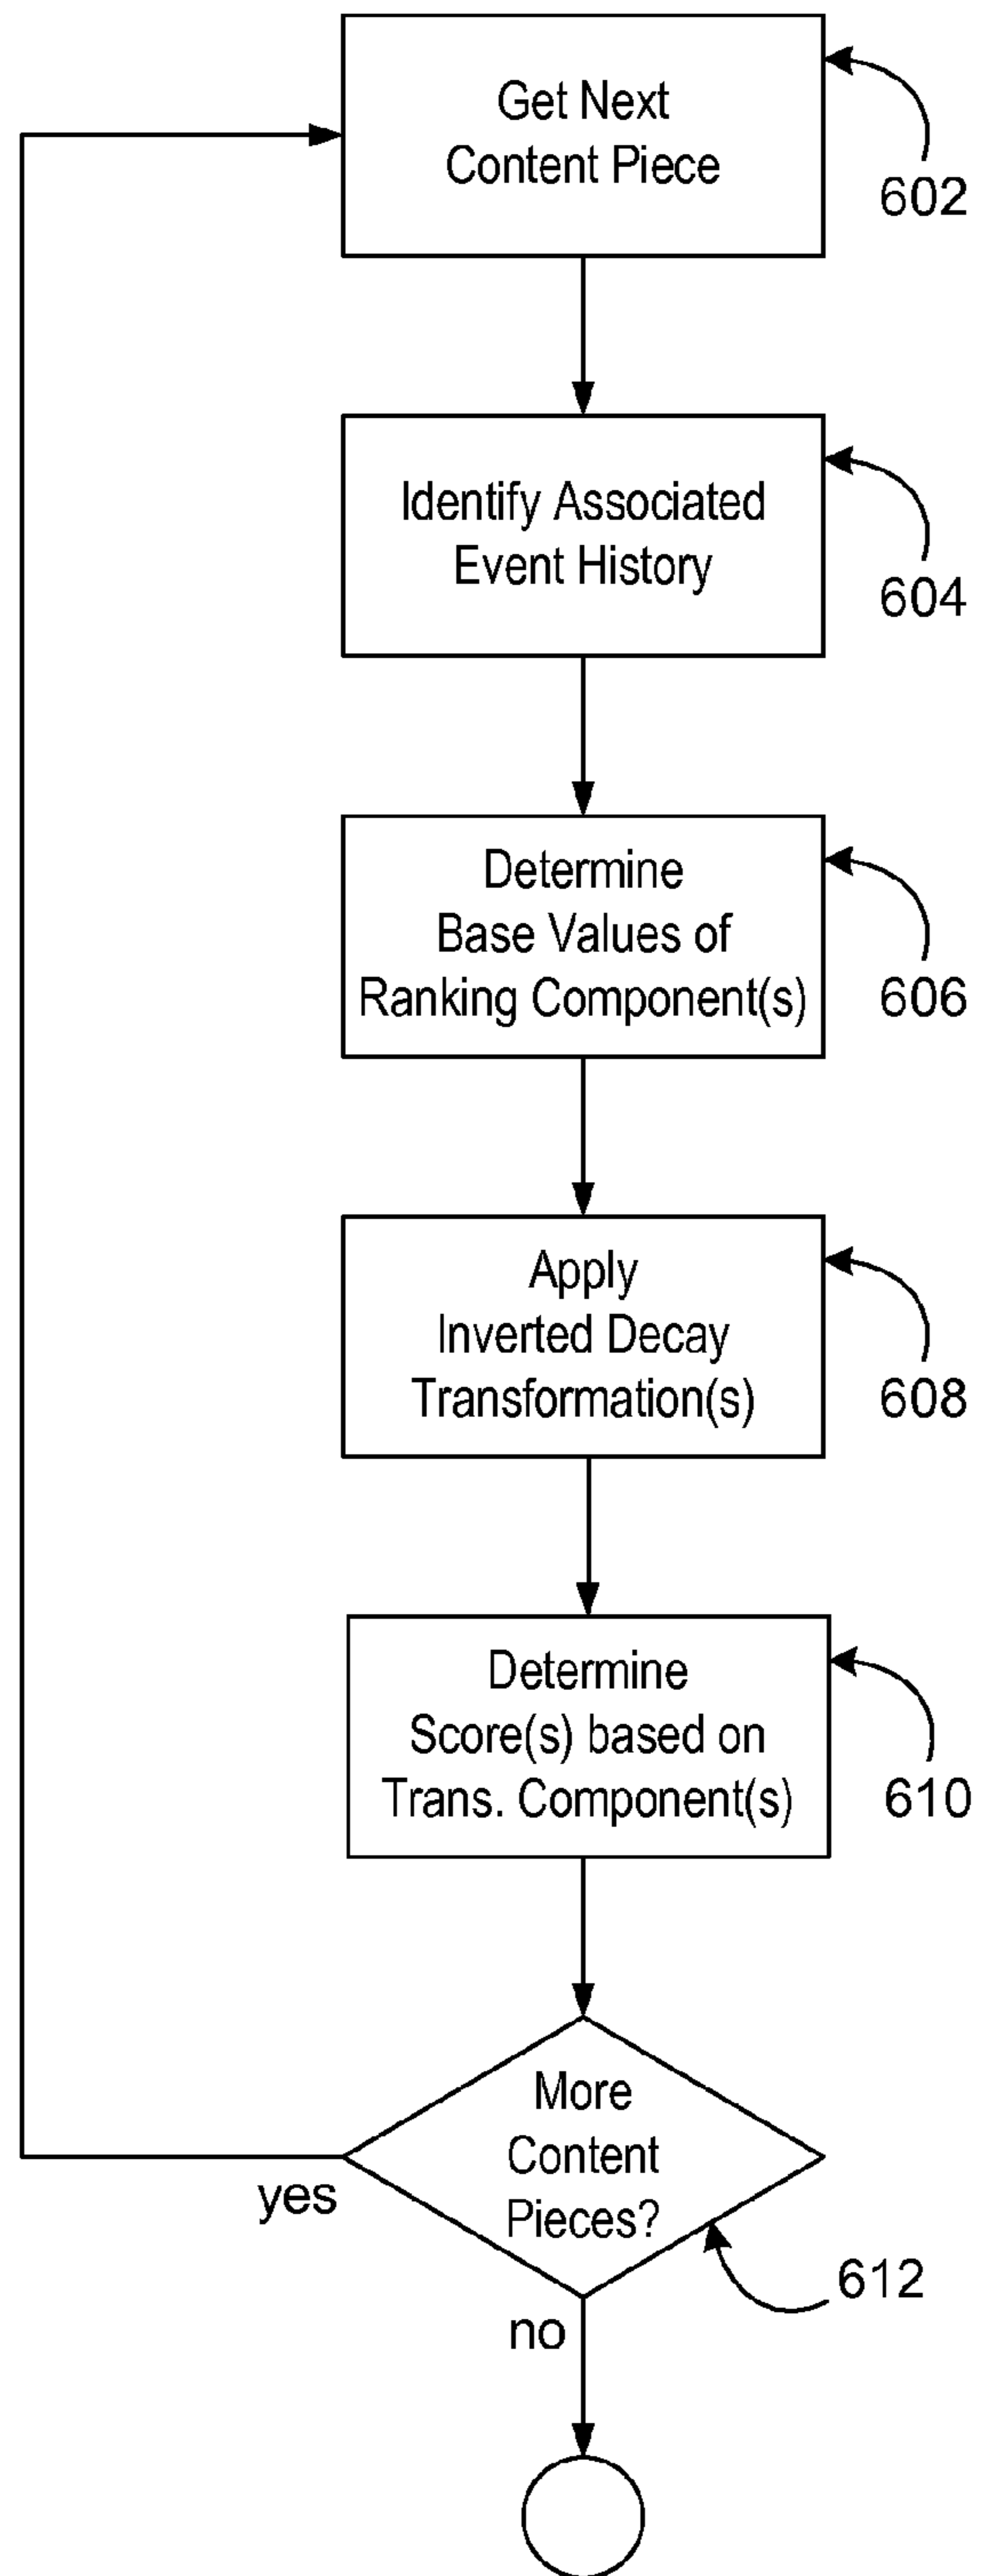 Get Next
Content Piece
602
Identify Associated
Event History
604
Determine
Base Values of
Ranking Component(s)
606
Apply
Inverted Decay
Transformation(s)
608
Determine
Score(s) based on
Trans. Component(s)
610
More
Content
Pieces?
yes
612
no